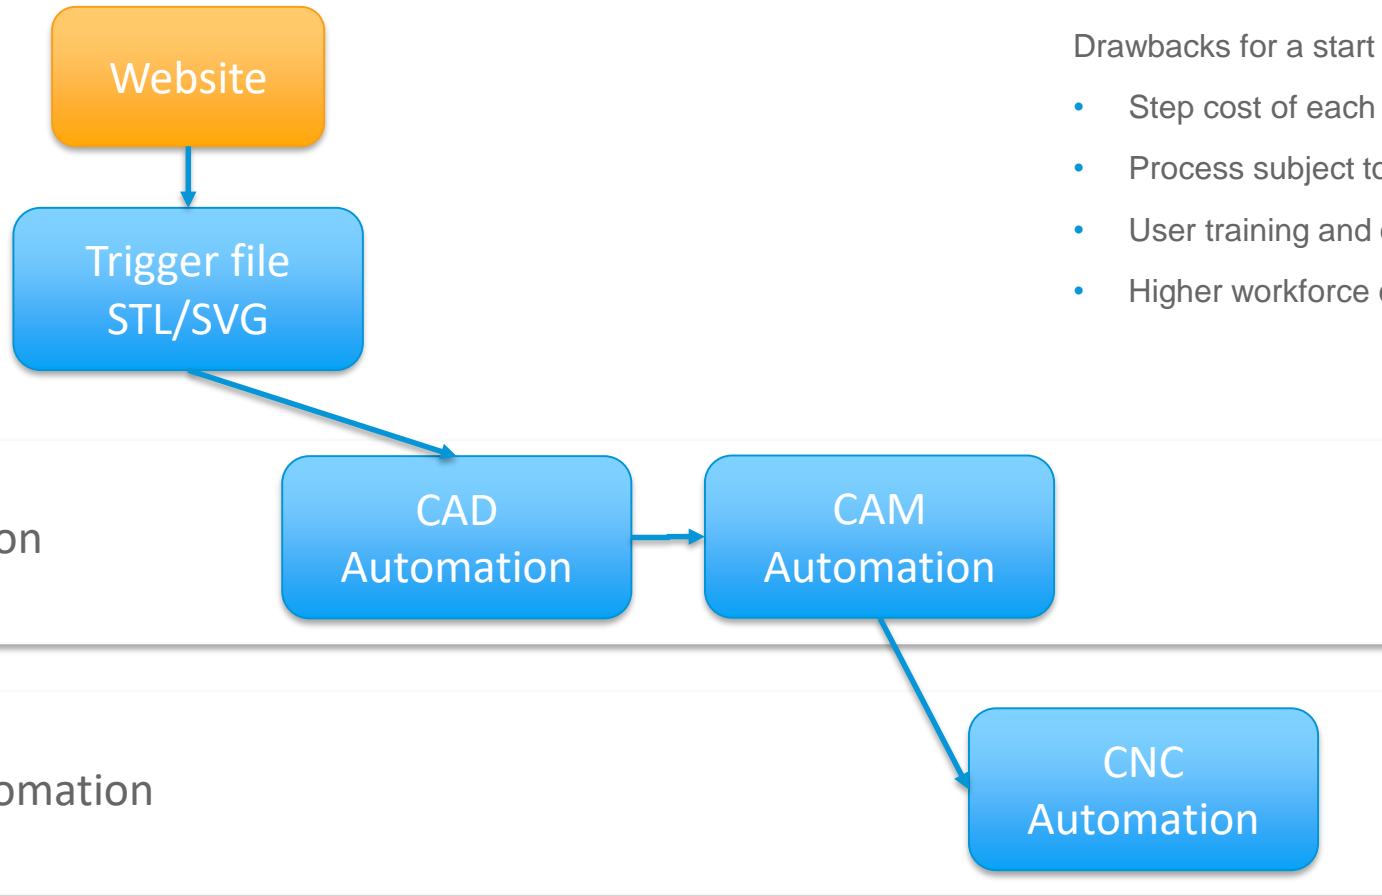 Website
Drawbacks for a start
• Step cost of each
• Process subject to
• User training and
• Higher workforce
Trigger file
STL/SVG
CAD
Automation
CAM
Automation
on
CNC
Automation
omation